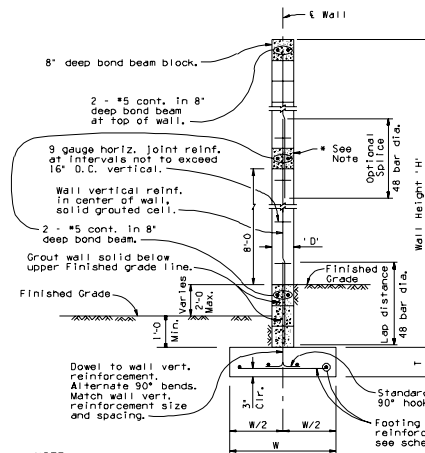 ℄ Wall
8" deep bond beam block.
2 - #5 cont. in 8"
deep bond beam
at top of wall.
9 gauge horiz. joint reinf.
at intervals not to exceed
16" O.C. vertical.
Wall vertical reinf.
in center of wall,
solid grouted cell.
2 - #5 cont. in 8"
deep bond beam.
Grout wall solid below
upper Finished grade line.
Finished Grade
* See
Note
Optional
Splice
48 bar dia.
Wall Height 'H'
8'-0
'D'
Finished
Grade
Varies
2'-0
Max.
1'-0
Min.
Lap distance
48 bar dia.
T
Dowel to wall vert.
reinforcement.
Alternate 90° bends.
Match wall vert.
reinforcement size
and spacing.
3"
Clr.
Standard
90° hook
Footing
reinforc
see sche
W/2
W/2
W